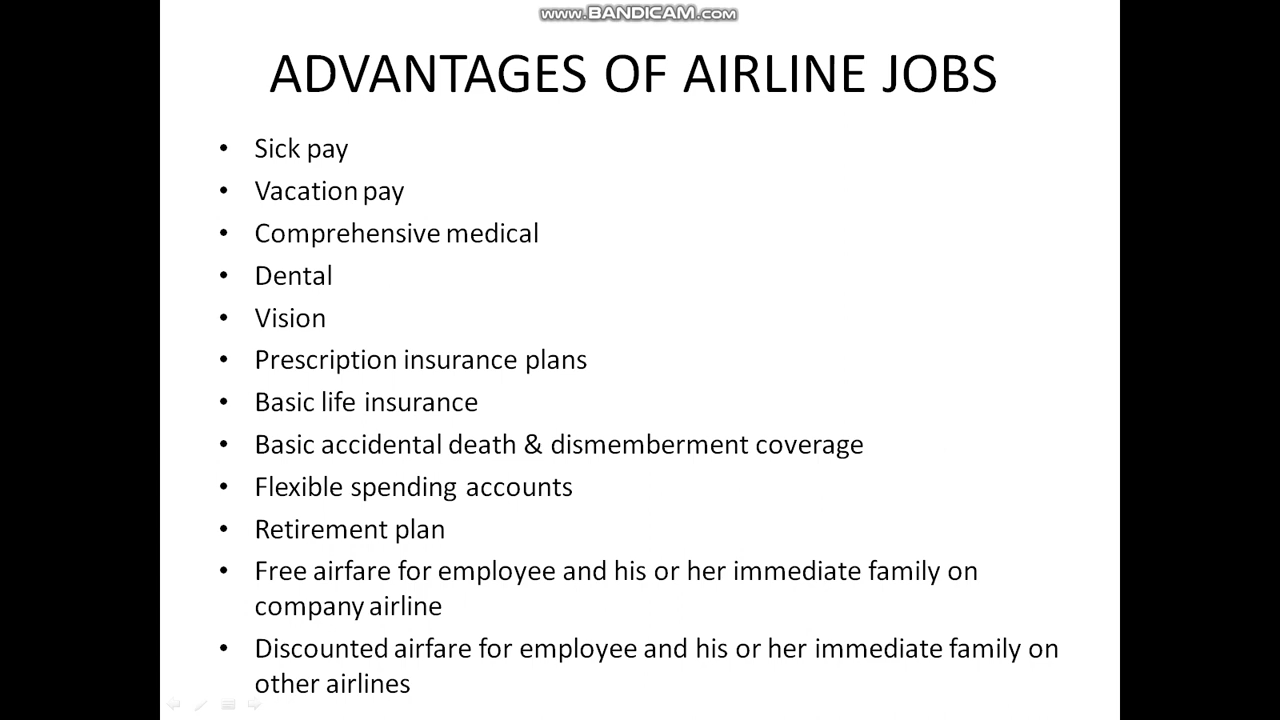 www.BANDICAM.com
ADVANTAGES OF AIRLINE JOBS
• Sick pay
• Vacation pay
• Comprehensive medical
• Dental
• Vision
• Prescription insurance plans
• Basic life insurance
• Basic accidental death & dismemberment coverage
• Flexible spending accounts
• Retirement plan
• Free airfare for employee and his or her immediate family on
company airline
• Discounted airfare for employee and his or her immediate family on
other airlines